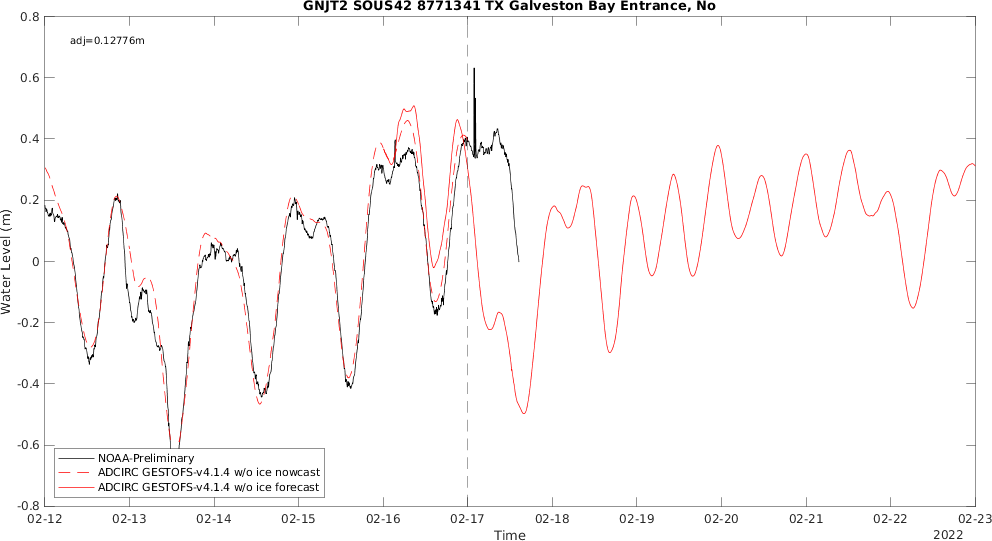 GNJT2 SOUS42 8771341 TX Galveston Bay Entrance, No
adj=0.12776m
0.8
0.6
0.4
0.2
0
-0.2
-0.4
-0.6
-0.8
Water Level (m)
NOAA-Preliminary
ADCIRC GESTOFS-v4.1.4 w/o ice nowcast
ADCIRC GESTOFS-v4.1.4 w/o ice forecast
02-12 02-13 02-14 02-15 02-16 02-17 02-18 02-19 02-20 02-21 02-22 02-23
Time
2022